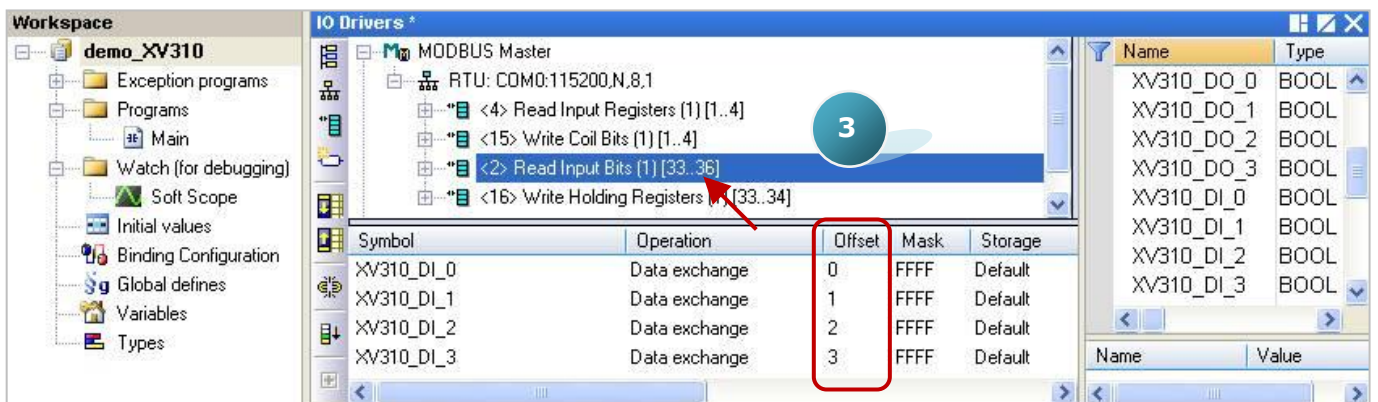 Workspace
demo_XV310
Exception programs
Programs
Main
Watch (for debugging)
Soft Scope
Initial values
Binding Configuration
Global defines
Variables
Types
IO Drivers *
MODBUS Master
RTU: COM0:115200,N,8,1
<4> Read Input Registers (1) [1..4]
<15> Write Coil Bits (1) [1..4]
<2> Read Input Bits (1) [33..36]
<16> Write Holding Registers (1) [33..34]
3
Symbol Operation Offset Mask Storage
XV310_DI_0 Data exchange 0 FFFF Default
XV310_DI_1 Data exchange 1 FFFF Default
XV310_DI_2 Data exchange 2 FFFF Default
XV310_DI_3 Data exchange 3 FFFF Default
Name Type
XV310_DO_0 BOOL
XV310_DO_1 BOOL
XV310_DO_2 BOOL
XV310_DO_3 BOOL
XV310_DI_0 BOOL
XV310_DI_1 BOOL
XV310_DI_2 BOOL
XV310_DI_3 BOOL
Name Value